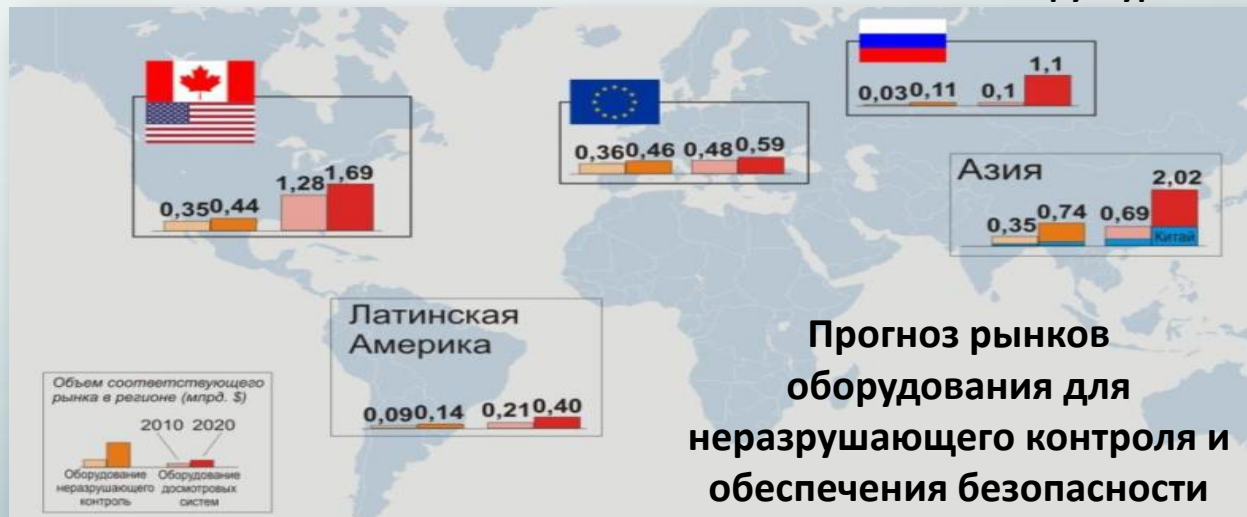 0,35 0,44 1,28 1,69
0,36 0,46 0,48 0,59
0,03 0,11 0,1 1,1
Азия
0,35 0,74 0,69 2,02
Китай
Латинская
Америка
0,09 0,14 0,21 0,40
Объем соответствующего
рынка в регионе (млрд. $)
2010 2020
Оборудование
неразрушающего
контроль
Оборудование
досмотровых
систем
Прогноз рынков
оборудования для
неразрушающего контроля и
обеспечения безопасности